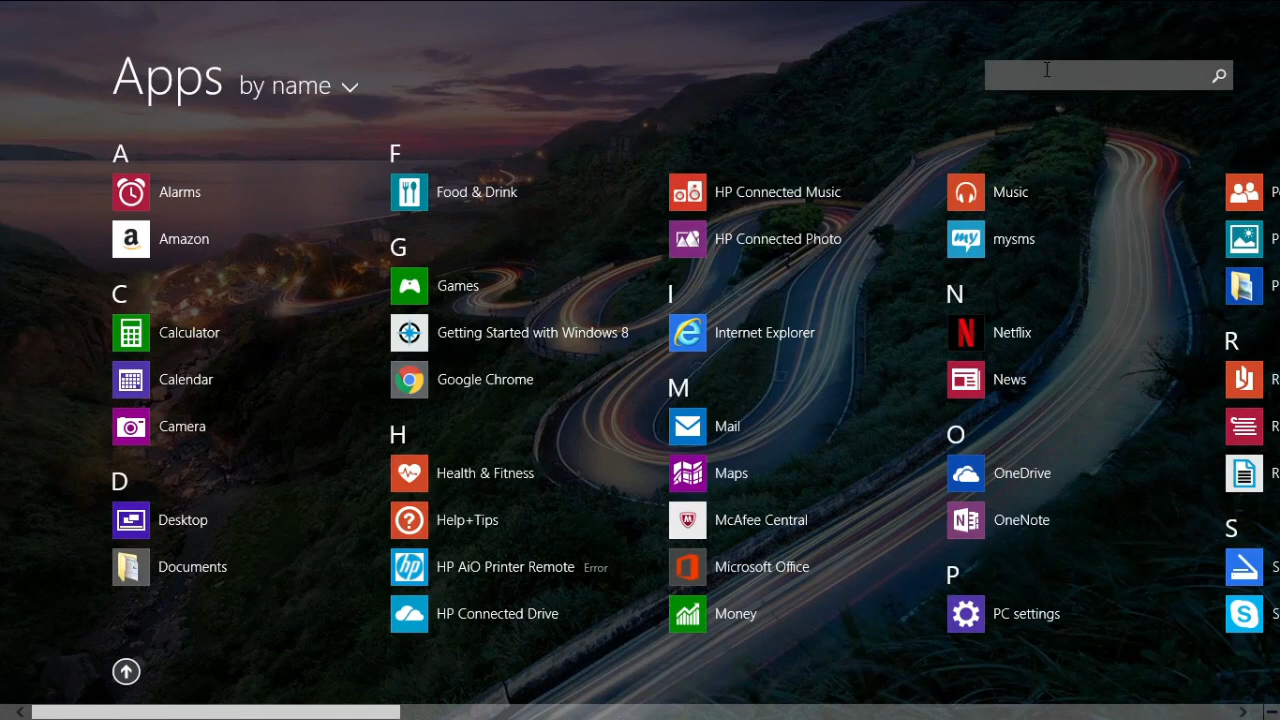 Apps by name
A
Alarms
Amazon
C
Calculator
Calendar
Camera
D
Desktop
Documents
F
Food & Drink
G
Games
Getting Started with Windows 8
Google Chrome
H
Health & Fitness
Help+Tips
HP AiO Printer Remote Error
HP Connected Drive
HP Connected Music
HP Connected Photo
I
Internet Explorer
M
Mail
Maps
McAfee Central
Microsoft Office
Money
Music
mysms
N
Netflix
News
O
OneDrive
OneNote
P
PC settings
R
S